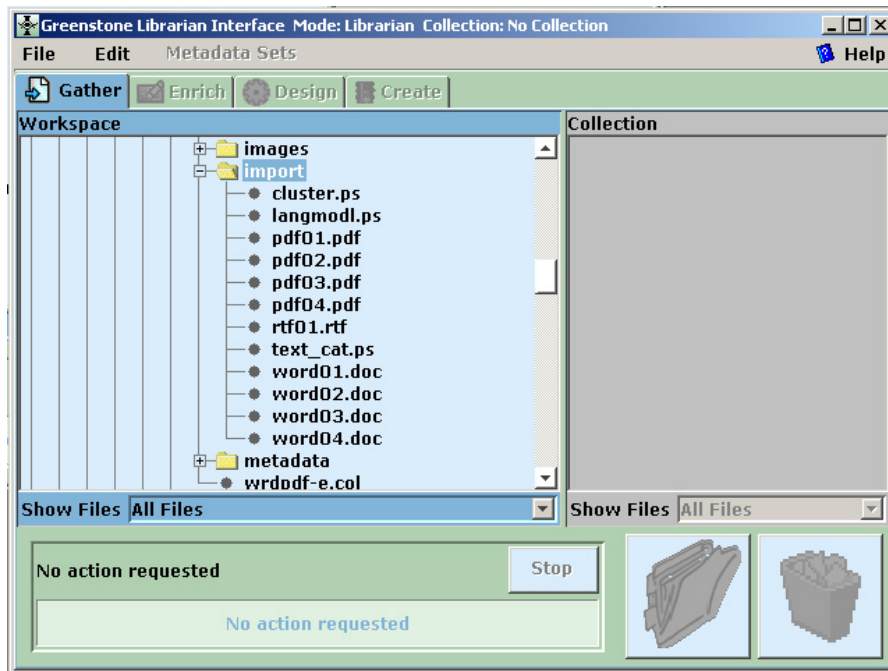 Greenstone Librarian Interface Mode: Librarian Collection: No Collection
File Edit Metadata Sets Help
Gather Enrich Design Create
Workspace
Collection
images
import
cluster.ps
langmodl.ps
pdf01.pdf
pdf02.pdf
pdf03.pdf
pdf04.pdf
rtf01.rtf
text_cat.ps
word01.doc
word02.doc
word03.doc
word04.doc
metadata
wrdpdf-e.col
Show Files All Files
Show Files All Files
No action requested
Stop
No action requested